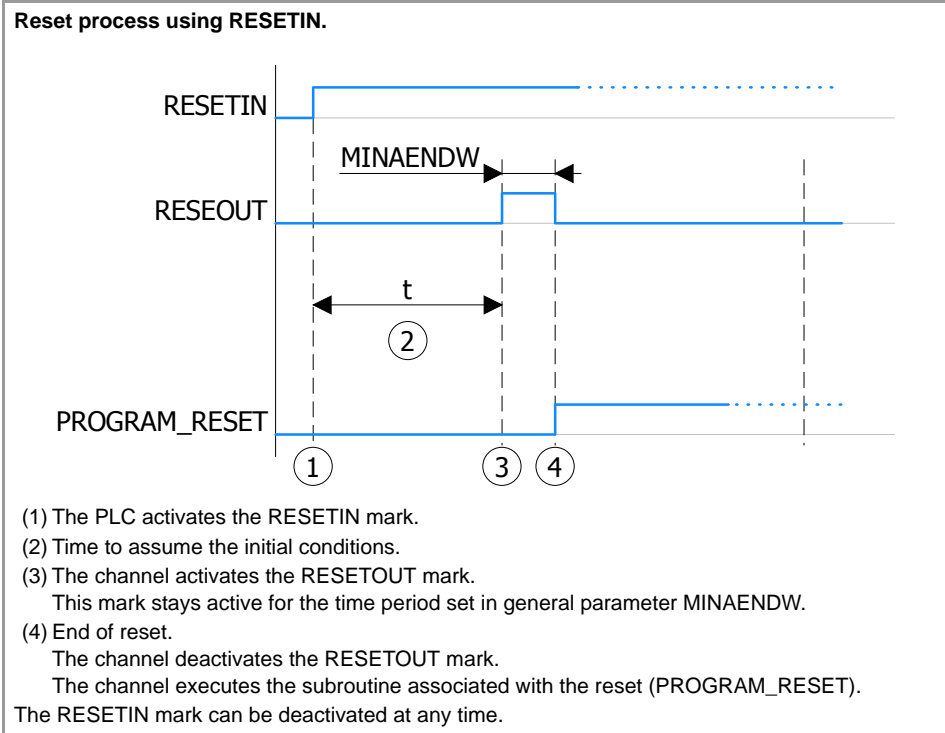 Reset process using RESETIN.
RESETIN
MINAENDW
RESEOUT
t
2
PROGRAM_RESET
1 3 4
(1) The PLC activates the RESETIN mark.
(2) Time to assume the initial conditions.
(3) The channel activates the RESETOUT mark.
This mark stays active for the time period set in general parameter MINAENDW.
(4) End of reset.
The channel deactivates the RESETOUT mark.
The channel executes the subroutine associated with the reset (PROGRAM_RESET).
The RESETIN mark can be deactivated at any time.